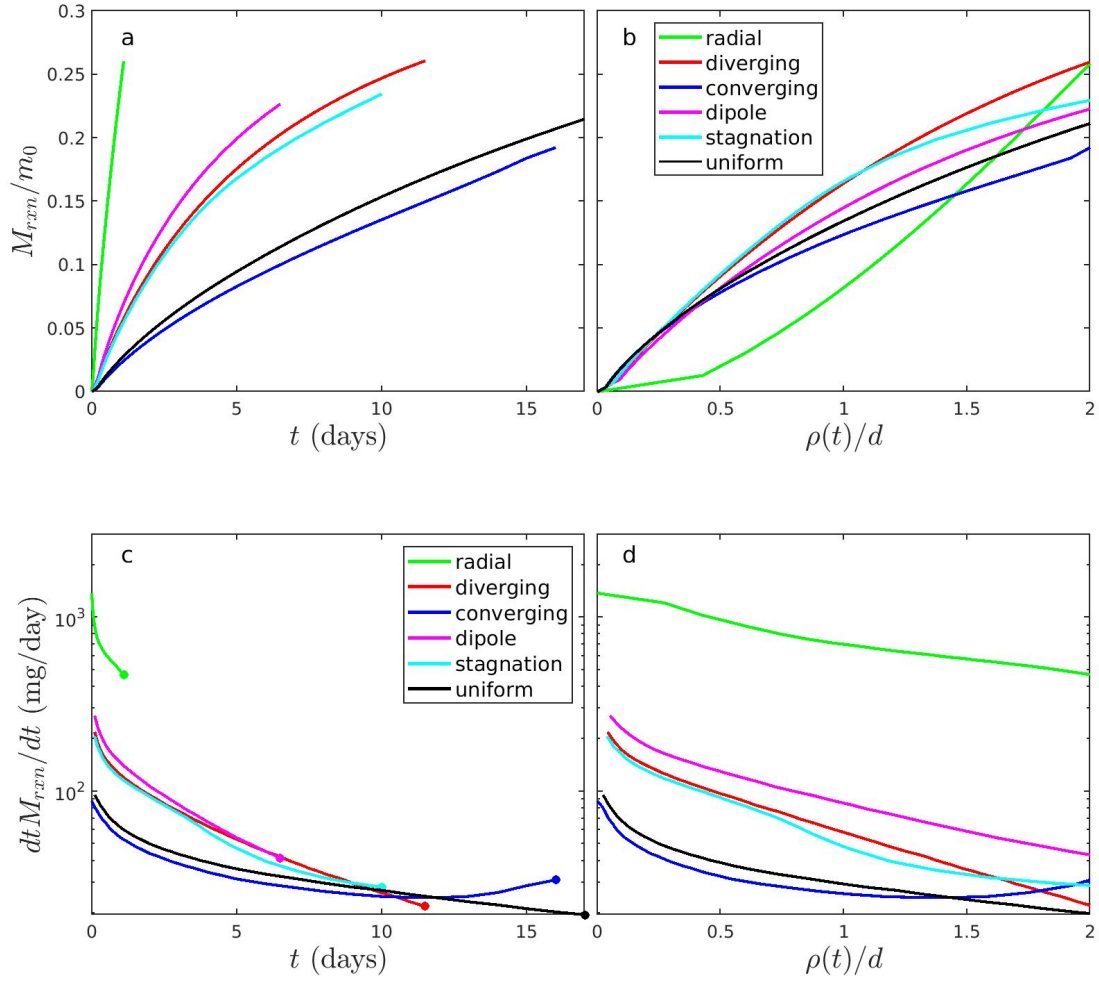 a
0.3
0.25
0.2
0.15
0.1
0.05
0
M_{rxn}/m_0
0 5 10 15
t (days)
b
radial
diverging
converging
dipole
stagnation
uniform
0 0.5 1 1.5 2
ρ(t)/d
c
radial
diverging
converging
dipole
stagnation
uniform
10^3
10^2
dtM_{rxn}/dt (mg/day)
0 5 10 15
t (days)
d
0 0.5 1 1.5 2
ρ(t)/d